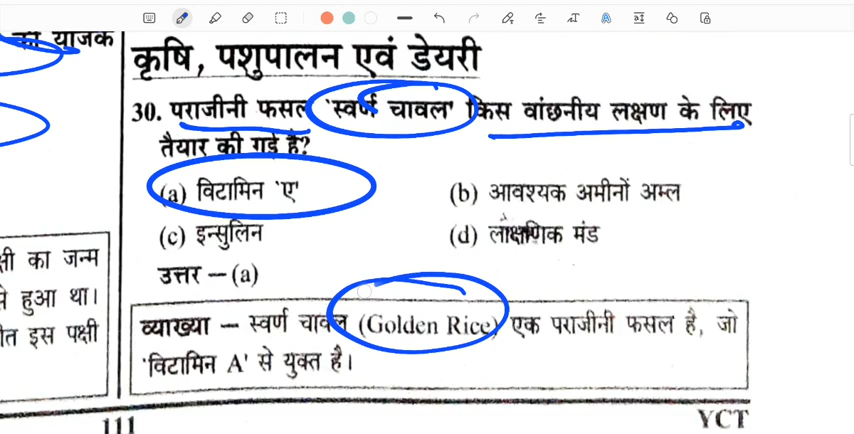 का याजक
कृषि, पशुपालन एवं डेयरी
30. पराजीनी फसल 'स्वर्ण चावल' किस वांछनीय लक्षण के लिए
तैयार की गई है?
(a) विटामिन 'ए' (b) आवश्यक अमीनों अम्ल
(c) इन्सुलिन (d) लाक्षणिक मंड
उत्तर – (a)
व्याख्या – स्वर्ण चावल (Golden Rice) एक पराजीनी फसल है, जो
'विटामिन A' से युक्त है।
क्षी का जन्म
से हुआ था।
इस पक्षी
111 YCT